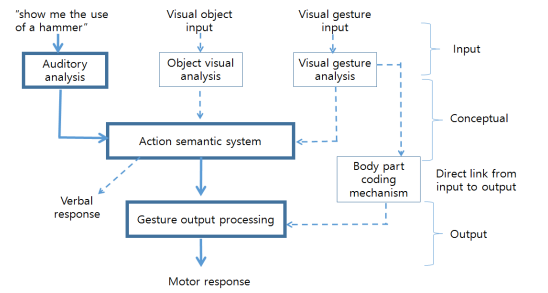 "show me the use
of a hammer"
Visual object
input
Visual gesture
input
Input
Auditory
analysis
Object visual
analysis
Visual gesture
analysis
Conceptual
Action semantic system
Body part
coding
mechanism
Direct link from
input to output
Verbal
response
Gesture output processing
Output
Motor response